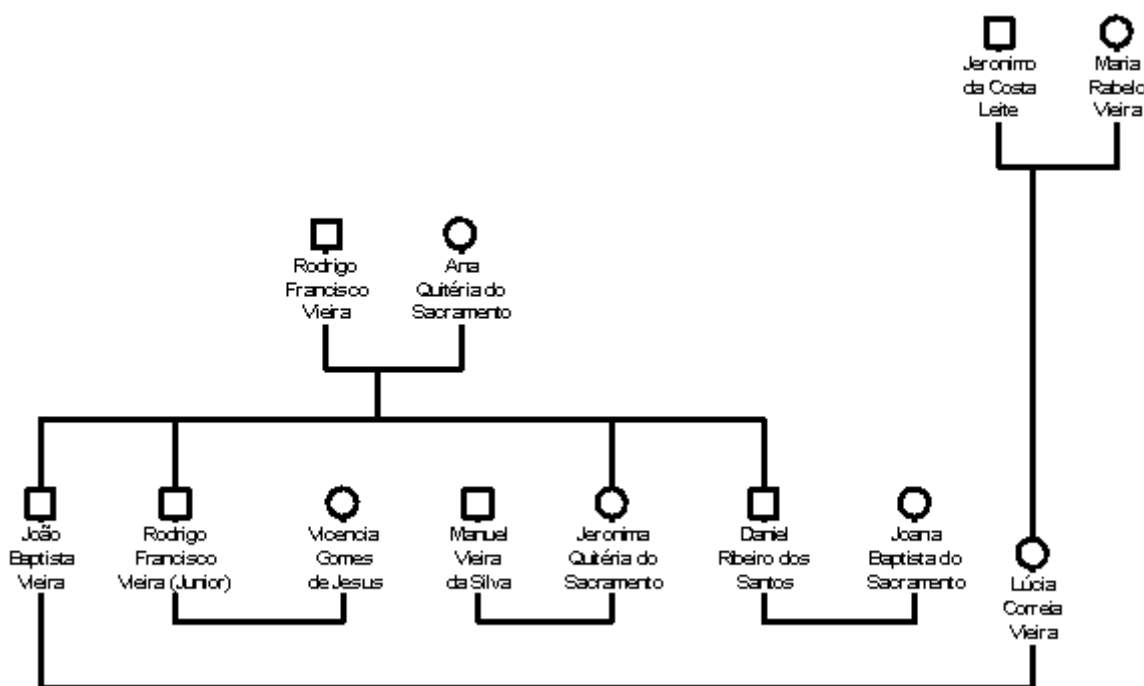 Jeronimo
da Costa
Leite
Maria
Rabelo
Vieira
Rodrigo
Francisco
Vieira
Ana
Quitéria do
Sacramento
João
Baptista
Vieira
Rodrigo
Francisco
Vieira (Junior)
Vicencia
Gomes
de Jesus
Manuel
Vieira
da Silva
Jeronima
Quitéria do
Sacramento
Daniel
Ribeiro dos
Santos
Joana
Baptista do
Sacramento
Lúcia
Correia
Vieira